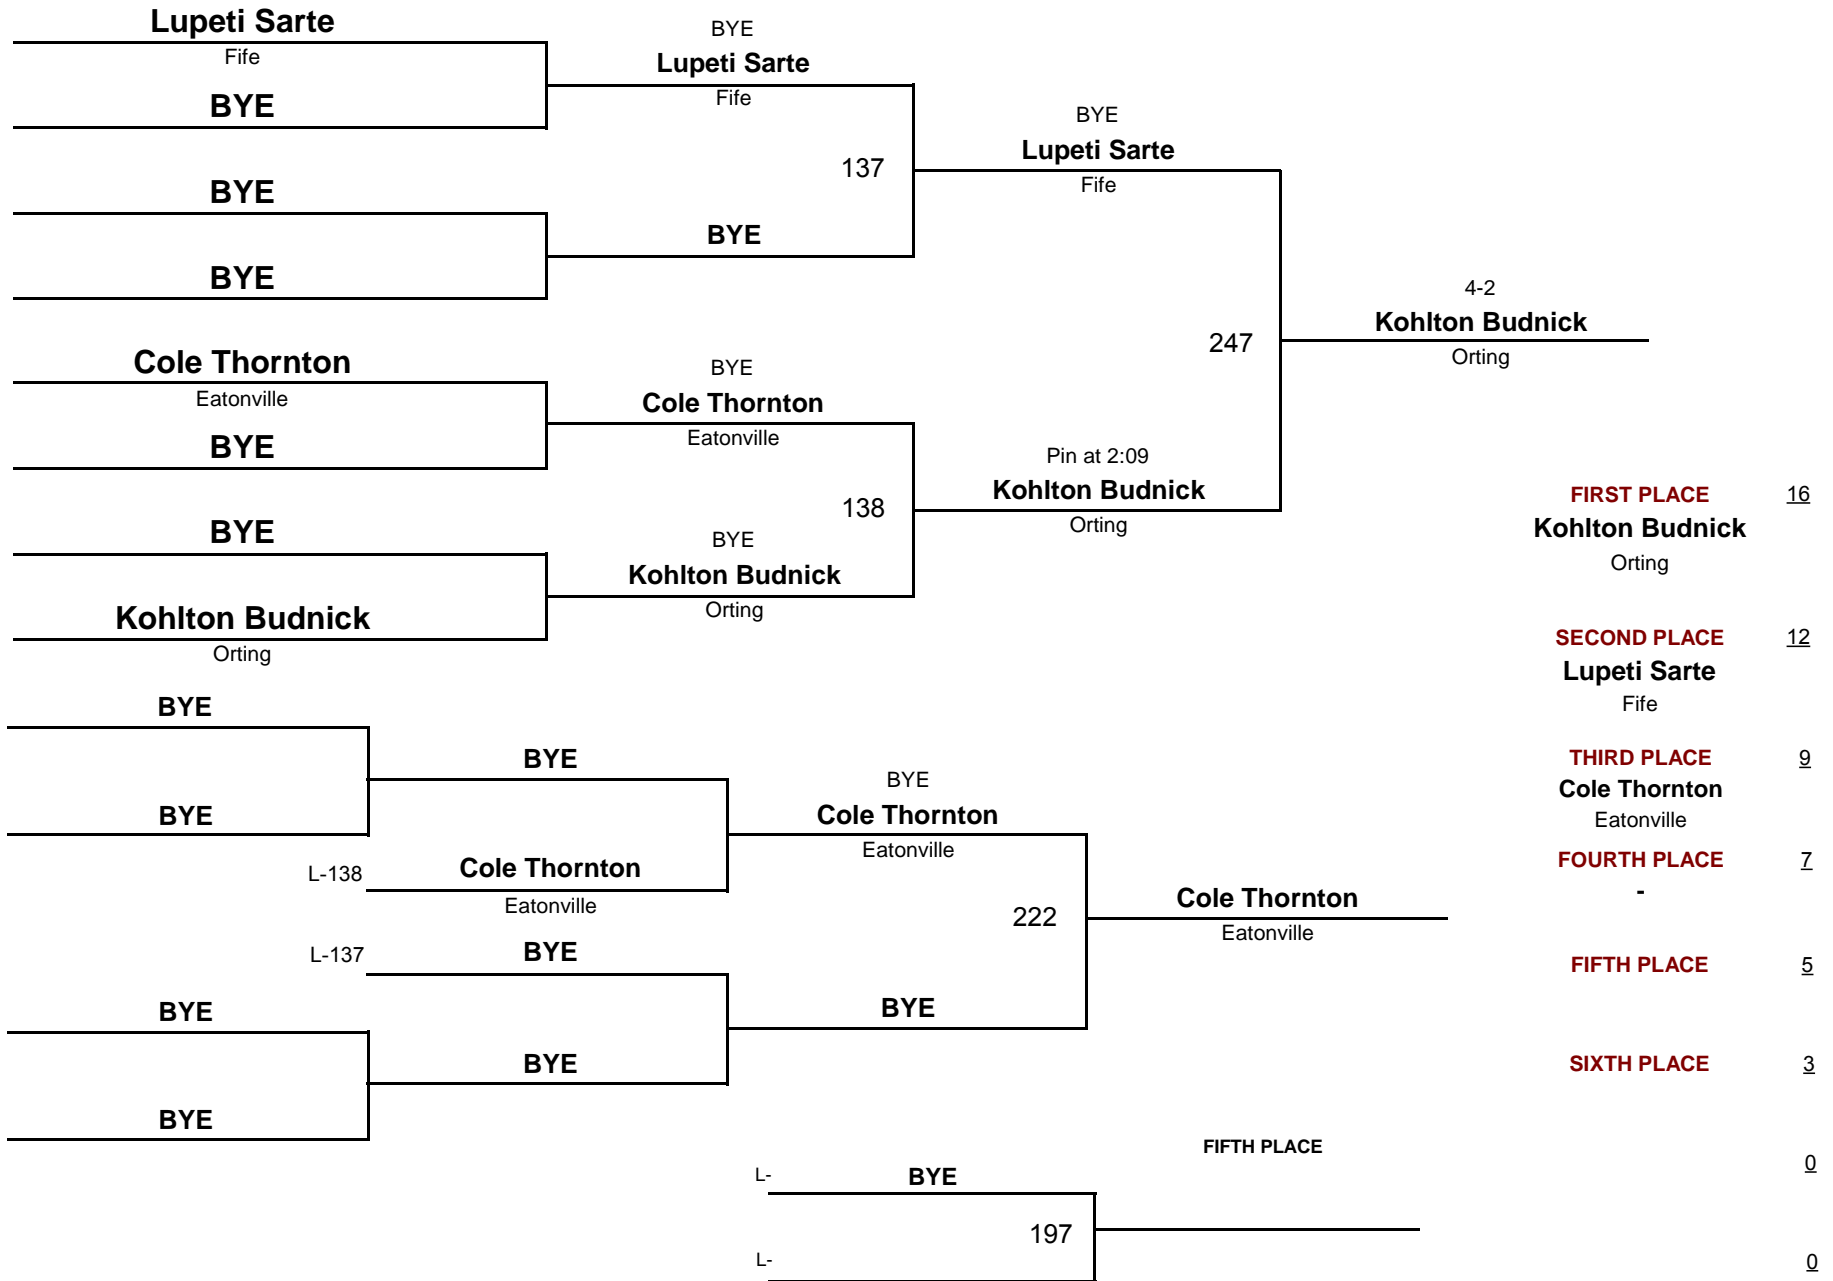 Lupeti Sarte
Fife
BYE
BYE
BYE
Cole Thornton
Eatonville
BYE
BYE
Kohlton Budnick
Orting
BYE
Lupeti Sarte
Fife
137
BYE
BYE
Cole Thornton
Eatonville
138
BYE
Kohlton Budnick
Orting
BYE
Lupeti Sarte
Fife
247
Pin at 2:09
Kohlton Budnick
Orting
4-2
Kohlton Budnick
Orting
FIRST PLACE 16
Kohlton Budnick
Orting
SECOND PLACE 12
Lupeti Sarte
Fife
THIRD PLACE 9
Cole Thornton
Eatonville
FOURTH PLACE 7
-
FIFTH PLACE 5
SIXTH PLACE 3
0
0
BYE
BYE
BYE
BYE
BYE
L-138 Cole Thornton
Eatonville
L-137 BYE
BYE
BYE
Cole Thornton
Eatonville
222
BYE
Cole Thornton
Eatonville
FIFTH PLACE
L- BYE
197
L-